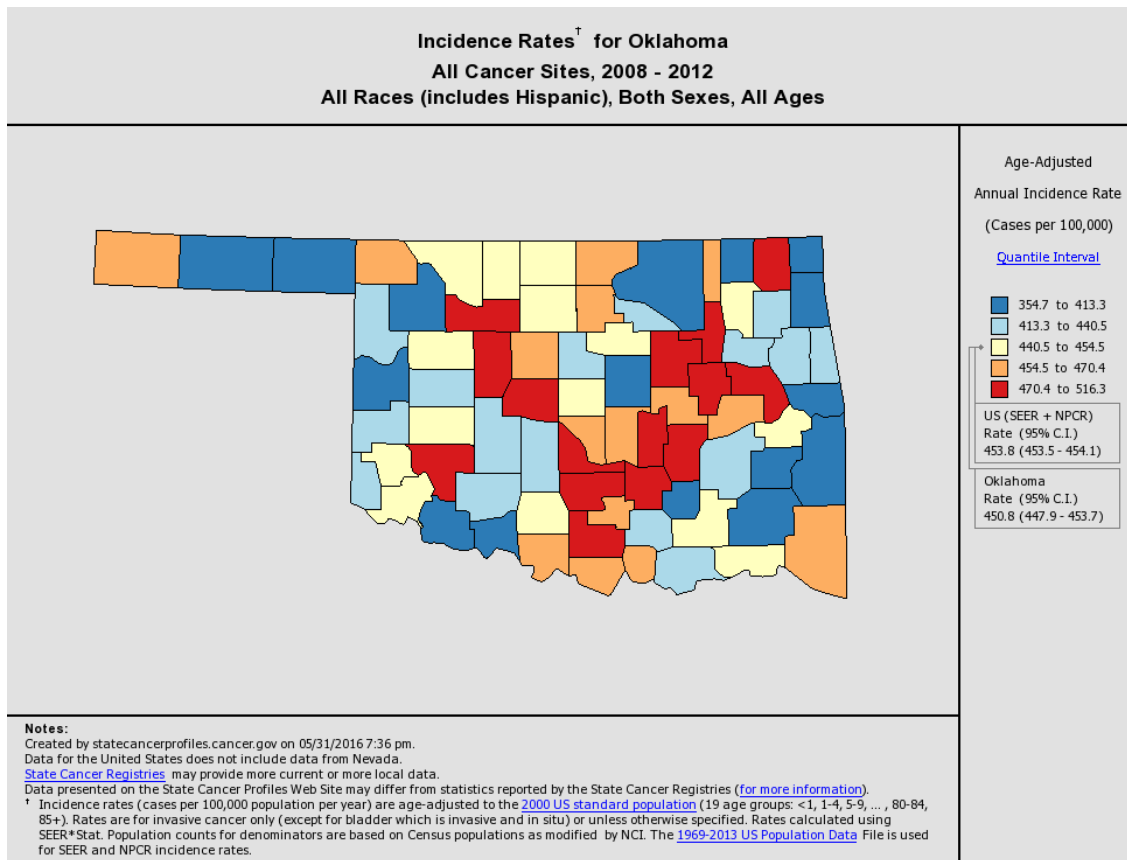 Incidence Rates† for Oklahoma
All Cancer Sites, 2008 - 2012
All Races (includes Hispanic), Both Sexes, All Ages
Age-Adjusted
Annual Incidence Rate
(Cases per 100,000)
Quantile Interval
354.7 to 413.3
413.3 to 440.5
440.5 to 454.5
454.5 to 470.4
470.4 to 516.3
US (SEER + NPCR)
Rate (95% C.I.)
453.8 (453.5 - 454.1)
Oklahoma
Rate (95% C.I.)
450.8 (447.9 - 453.7)
Notes:
Created by statecancerprofiles.cancer.gov on 05/31/2016 7:36 pm.
Data for the United States does not include data from Nevada.
State Cancer Registries may provide more current or more local data.
Data presented on the State Cancer Profiles Web Site may differ from statistics reported by the State Cancer Registries (for more information).
† Incidence rates (cases per 100,000 population per year) are age-adjusted to the 2000 US standard population (19 age groups: <1, 1-4, 5-9, ... , 80-84,
85+). Rates are for invasive cancer only (except for bladder which is invasive and in situ) or unless otherwise specified. Rates calculated using
SEER*Stat. Population counts for denominators are based on Census populations as modified by NCI. The 1969-2013 US Population Data File is used
for SEER and NPCR incidence rates.